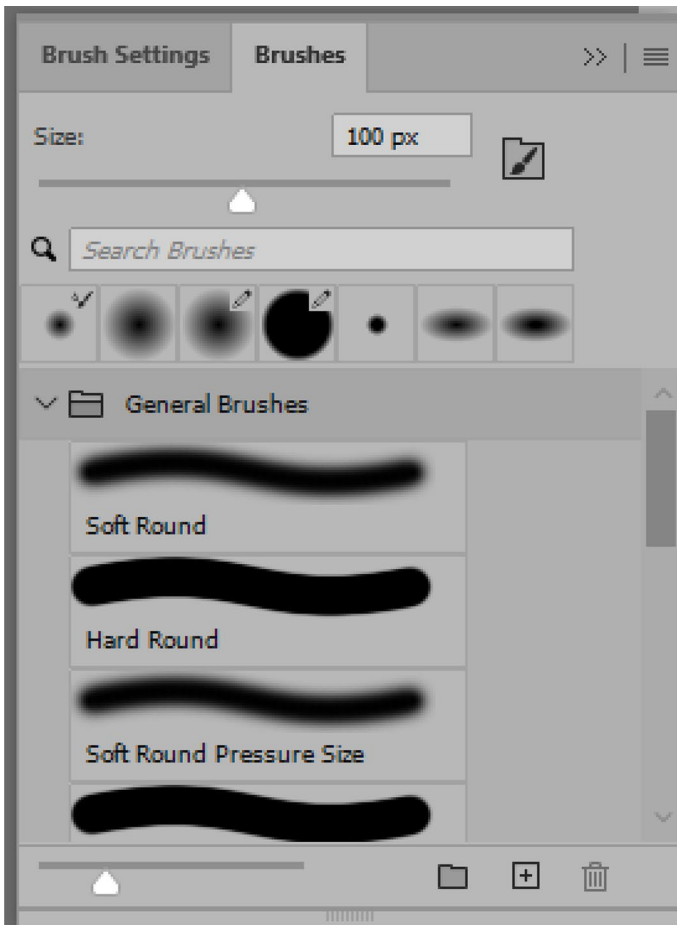 Brush Settings Brushes
Size: 100 px
Search Brushes
General Brushes
Soft Round
Hard Round
Soft Round Pressure Size